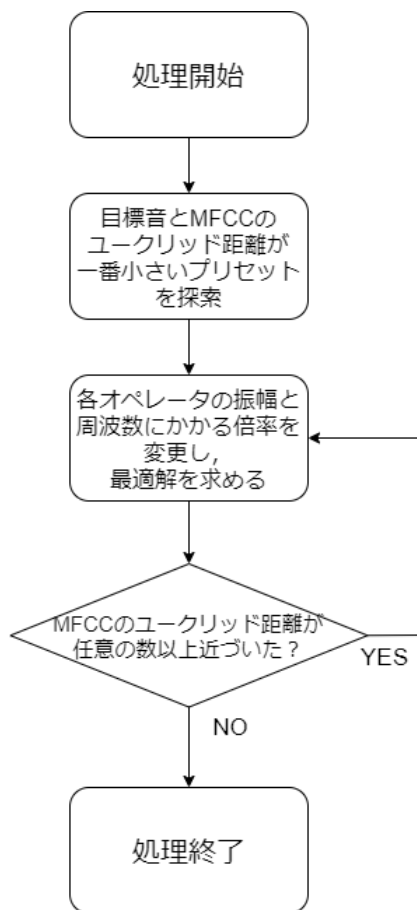 処理開始
目標音とMFCCの
ユークリッド距離が
一番小さいプリセット
を探索
各オペレータの振幅と
周波数にかかる倍率を
変更し,
最適解を求める
MFCCのユークリッド距離が
任意の数以上近づいた？
YES
NO
処理終了